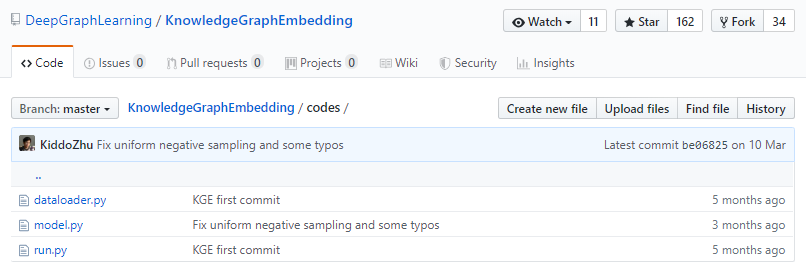 DeepGraphLearning / KnowledgeGraphEmbedding Watch 11 Star 162 Fork 34
Code Issues 0 Pull requests 0 Projects 0 Wiki Security Insights
Branch: master KnowledgeGraphEmbedding / codes / Create new file Upload files Find file History
KiddoZhu Fix uniform negative sampling and some typos Latest commit be06825 on 10 Mar
..
dataloader.py KGE first commit 5 months ago
model.py Fix uniform negative sampling and some typos 3 months ago
run.py KGE first commit 5 months ago